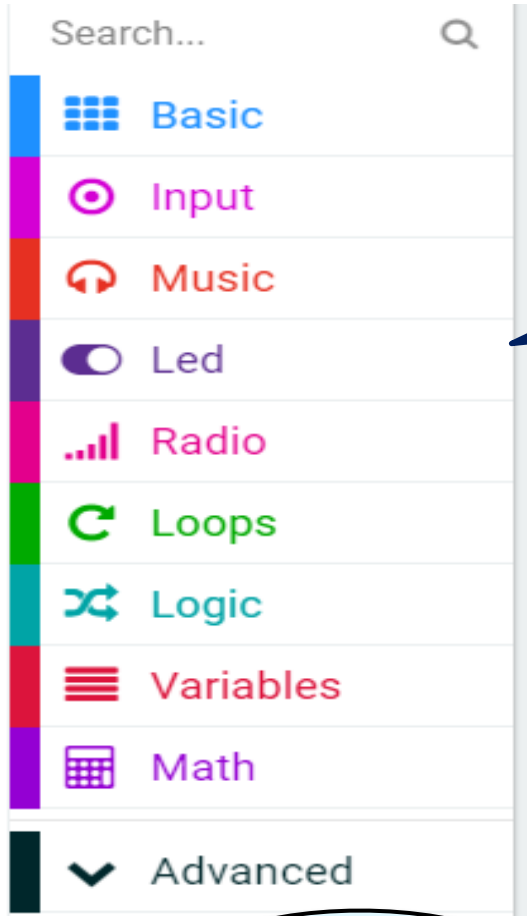 Search...
Basic
Input
Music
Led
Radio
Loops
Logic
Variables
Math
Advanced